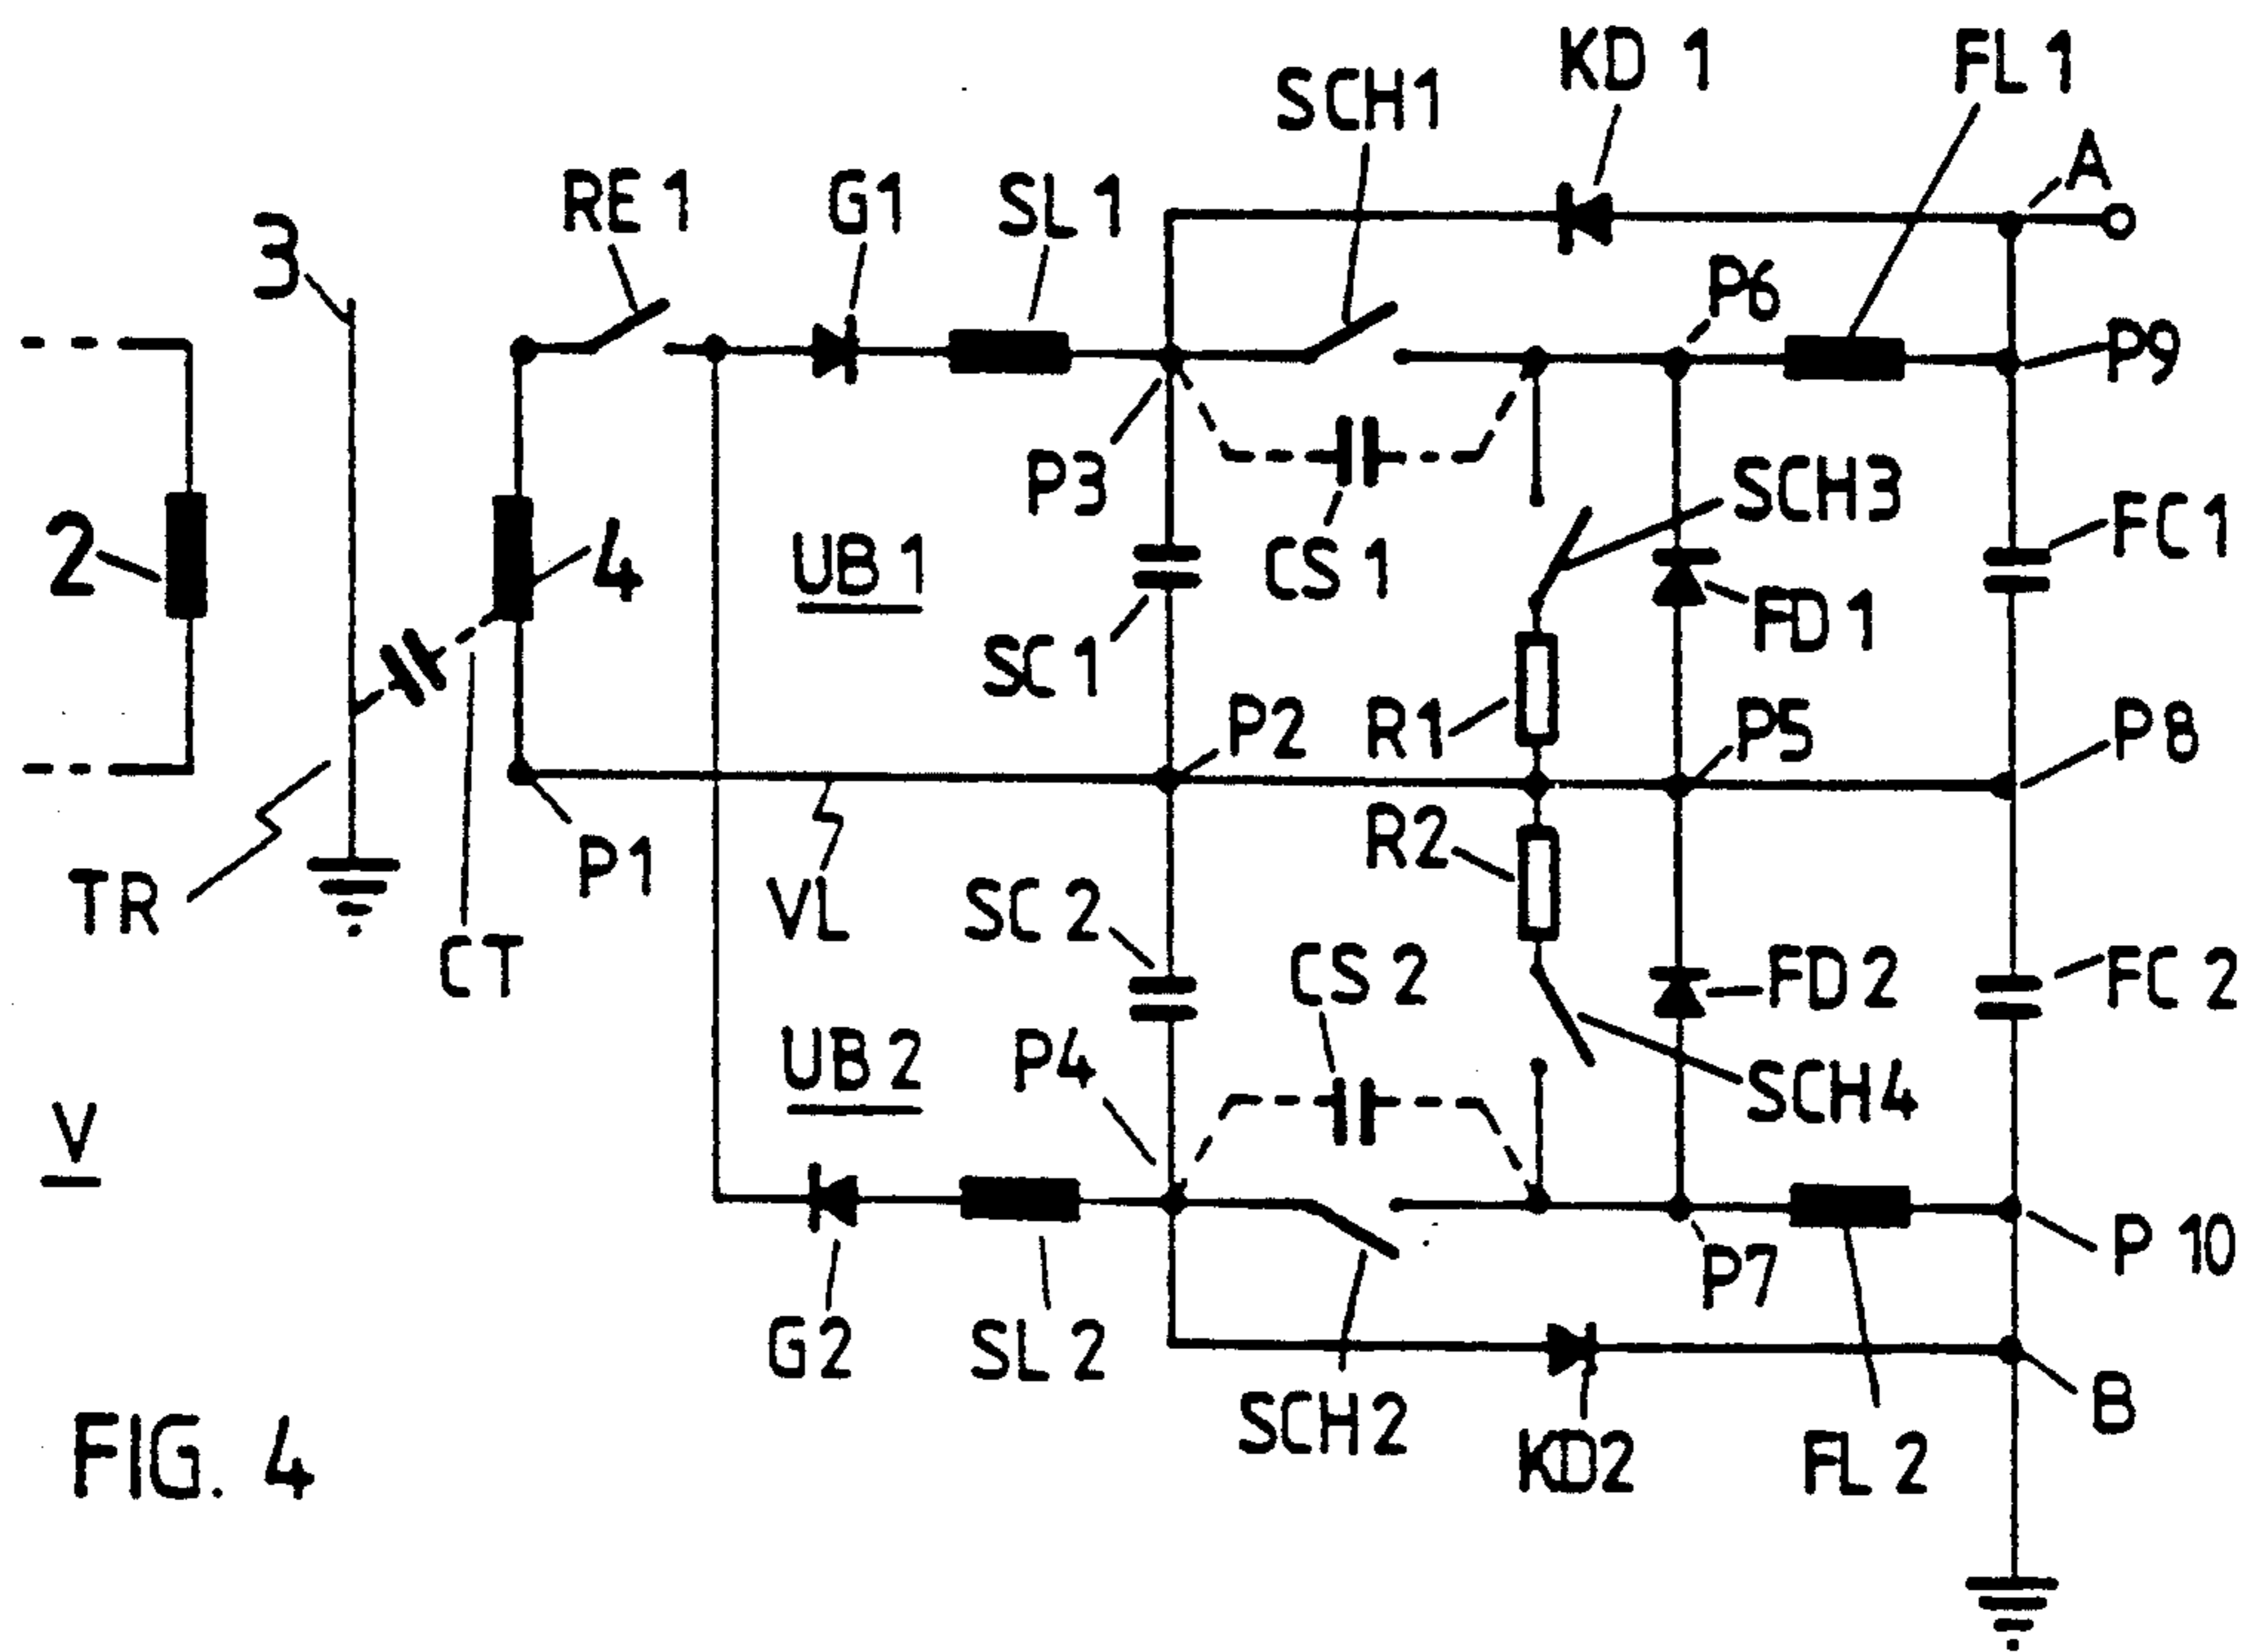 KD 1
FL 1
SCH1
A
RE 1
G1
SL 1
3
P6
P9
P3
SCH3
2
4
UB 1
CS 1
FC 1
FD 1
SC 1
R1
P2
P5
P8
TR
P1
VL
CT
SC 2
R2
CS 2
FD 2
FC 2
UB 2
P4
SCH4
V
P7
P 10
G2
SL 2
SCH2
KD2
FL 2
B
FIG. 4